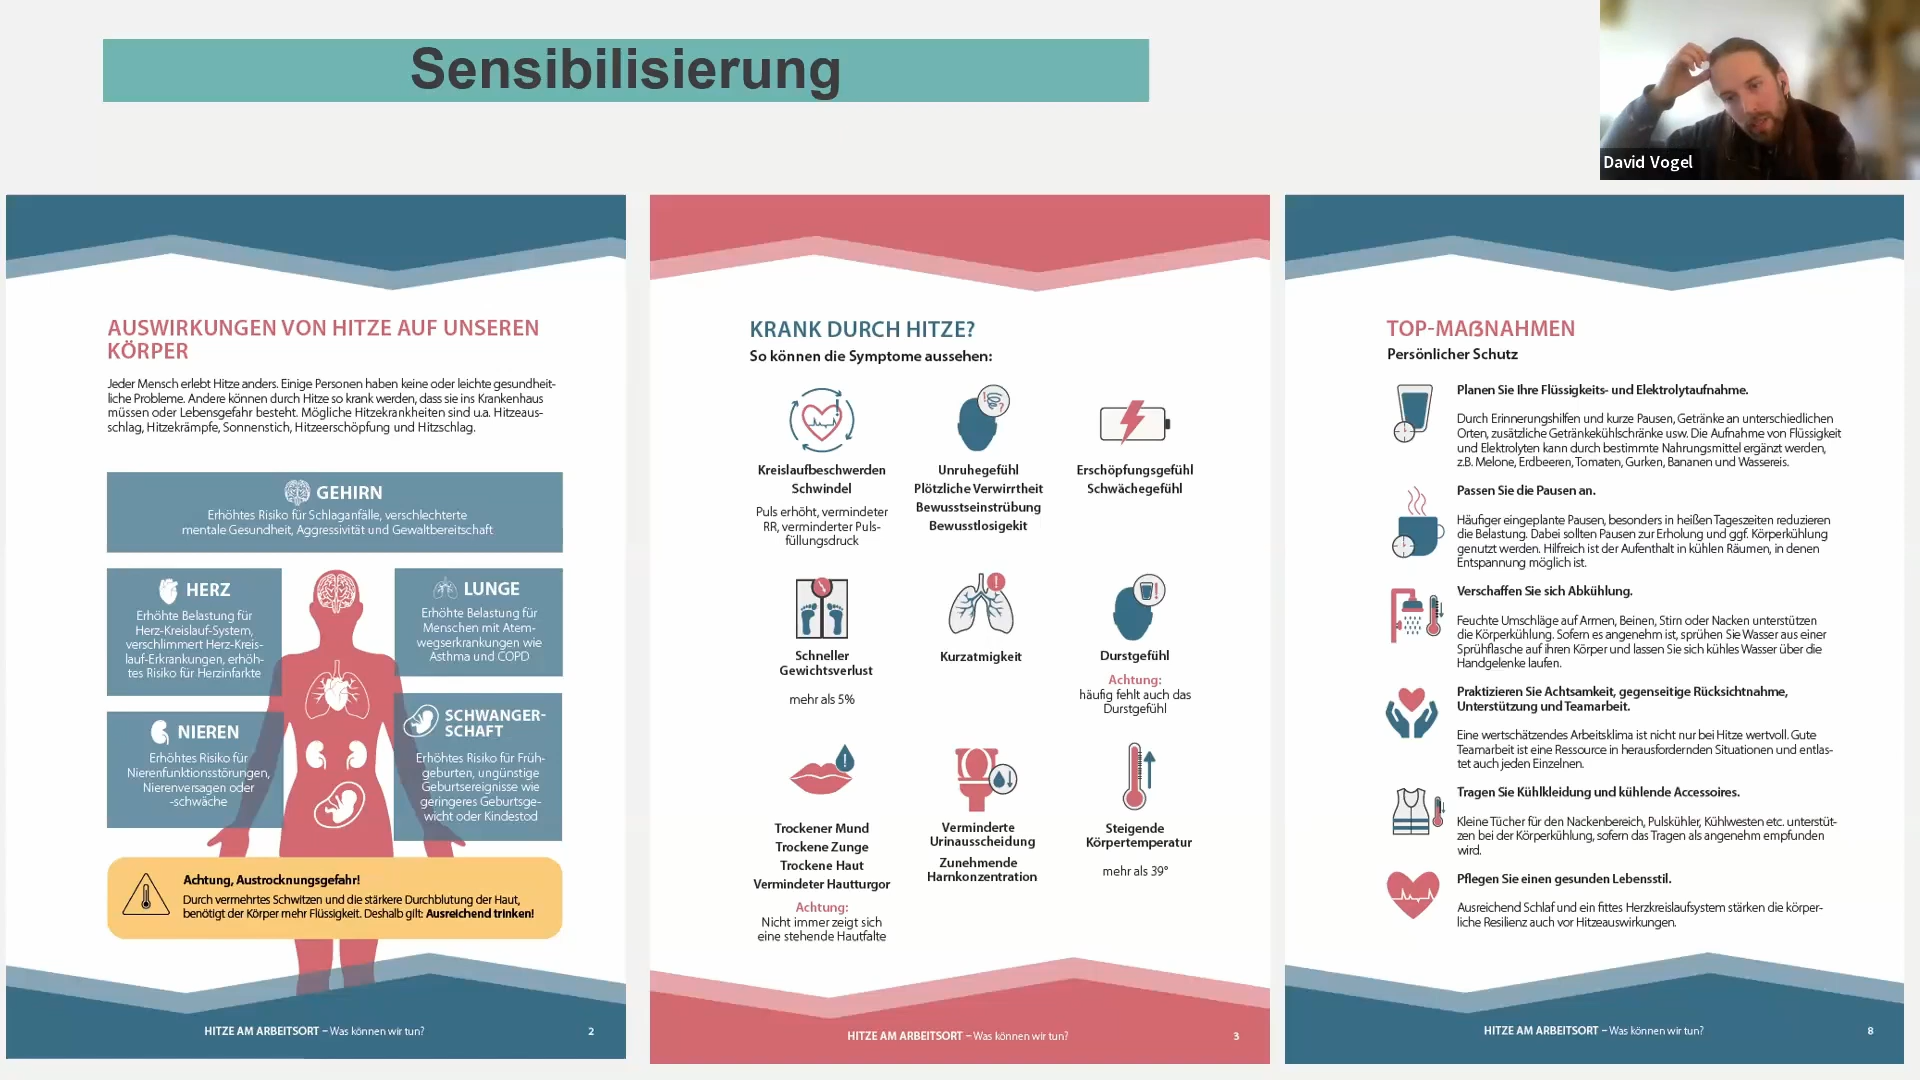 Sensibilisierung
David Vogel
AUSWIRKUNGEN VON HITZE AUF UNSEREN
KÖRPER
Jeder Mensch erlebt Hitze anders. Einige Personen haben keine oder leichte gesundheit-
liche Probleme. Andere können durch Hitze so krank werden, dass sie ins Krankenhaus
müssen oder Lebensgefahr besteht. Mögliche Hitzekrankheiten sind u.a. Hitzeaus-
schlag, Hitzekrämpfe, Sonnenstich, Hitzeerschöpfung und Hitzschlag.
GEHIRN
Erhöhtes Risiko für Schlaganfälle, verschlechterte
mentale Gesundheit, Aggressivität und Gewaltbereitschaft
HERZ
Erhöhte Belastung für
Herz-Kreislauf-System,
verschlimmert Herz-Kreis-
lauf-Erkrankungen, erhöh-
tes Risiko für Herzinfarkte
LUNGE
Erhöhte Belastung für
Menschen mit Atem-
wegserkrankungen wie
Asthma und COPD
NIEREN
Erhöhtes Risiko für
Nierenfunktionsstörungen,
Nierenversagen oder
-schwäche
SCHWANGER-
SCHAFT
Erhöhtes Risiko für Früh-
geburten, ungünstige
Geburtsereignisse wie
geringeres Geburtsge-
wicht oder Kindestod
Achtung, Austrocknungsgefahr!
Durch vermehrtes Schwitzen und die stärkere Durchblutung der Haut,
benötigt der Körper mehr Flüssigkeit. Deshalb gilt: Ausreichend trinken!
HITZE AM ARBEITSORT – Was können wir tun?
2
KRANK DURCH HITZE?
So können die Symptome aussehen:
Kreislaufbeschwerden
Schwindel
Puls erhöht, verminderter
RR, verminderter Puls-
füllungsdruck
Unruhegefühl
Plötzliche Verwirrtheit
Bewusstseinstrübung
Bewusstlosigekit
Erschöpfungsgefühl
Schwächegefühl
Schneller
Gewichtsverlust
mehr als 5%
Kurzatmigkeit
Durstgefühl
Achtung:
häufig fehlt auch das
Durstgefühl
Trockener Mund
Trockene Zunge
Trockene Haut
Vermindeter Hautturgor
Achtung:
Nicht immer zeigt sich
eine stehende Hautfalte
Verminderte
Urinausscheidung
Zunehmende
Harnkonzentration
Steigende
Körpertemperatur
mehr als 39°
HITZE AM ARBEITSORT – Was können wir tun?
3
TOP-MAßNAHMEN
Persönlicher Schutz
Planen Sie Ihre Flüssigkeits- und Elektrolytaufnahme.
Durch Erinnerungshilfen und kurze Pausen, Getränke an unterschiedlichen
Orten, zusätzliche Getränkekühlschränke usw. Die Aufnahme von Flüssigkeit
und Elektrolyten kann durch bestimmte Nahrungsmittel ergänzt werden,
z.B. Melone, Erdbeeren, Tomaten, Gurken, Bananen und Wassereis.
Passen Sie die Pausen an.
Häufiger eingeplante Pausen, besonders in heißen Tageszeiten reduzieren
die Belastung. Dabei sollten Pausen zur Erholung und ggf. Körperkühlung
genutzt werden. Hilfreich ist der Aufenthalt in kühlen Räumen, in denen
Entspannung möglich ist.
Verschaffen Sie sich Abkühlung.
Feuchte Umschläge auf Armen, Beinen, Stirn oder Nacken unterstützen
die Körperkühlung. Sofern es angenehm ist, sprühen Sie Wasser aus einer
Sprühflasche auf ihren Körper und lassen Sie sich kühles Wasser über die
Handgelenke laufen.
Praktizieren Sie Achtsamkeit, gegenseitige Rücksichtnahme,
Unterstützung und Teamarbeit.
Eine wertschätzendes Arbeitsklima ist nicht nur bei Hitze wertvoll. Gute
Teamarbeit ist eine Ressource in herausfordernden Situationen und entlas-
tet auch jeden Einzelnen.
Tragen Sie Kühlkleidung und kühlende Accessoires.
Kleine Tücher für den Nackenbereich, Pulskühler, Kühlwesten etc. unterstüt-
zen bei der Körperkühlung, sofern das Tragen als angenehm empfunden
wird.
Pflegen Sie einen gesunden Lebensstil.
Ausreichend Schlaf und ein fittes Herzkreislaufsystem stärken die körper-
liche Resilienz auch vor Hitzeauswirkungen.
HITZE AM ARBEITSORT – Was können wir tun?
8